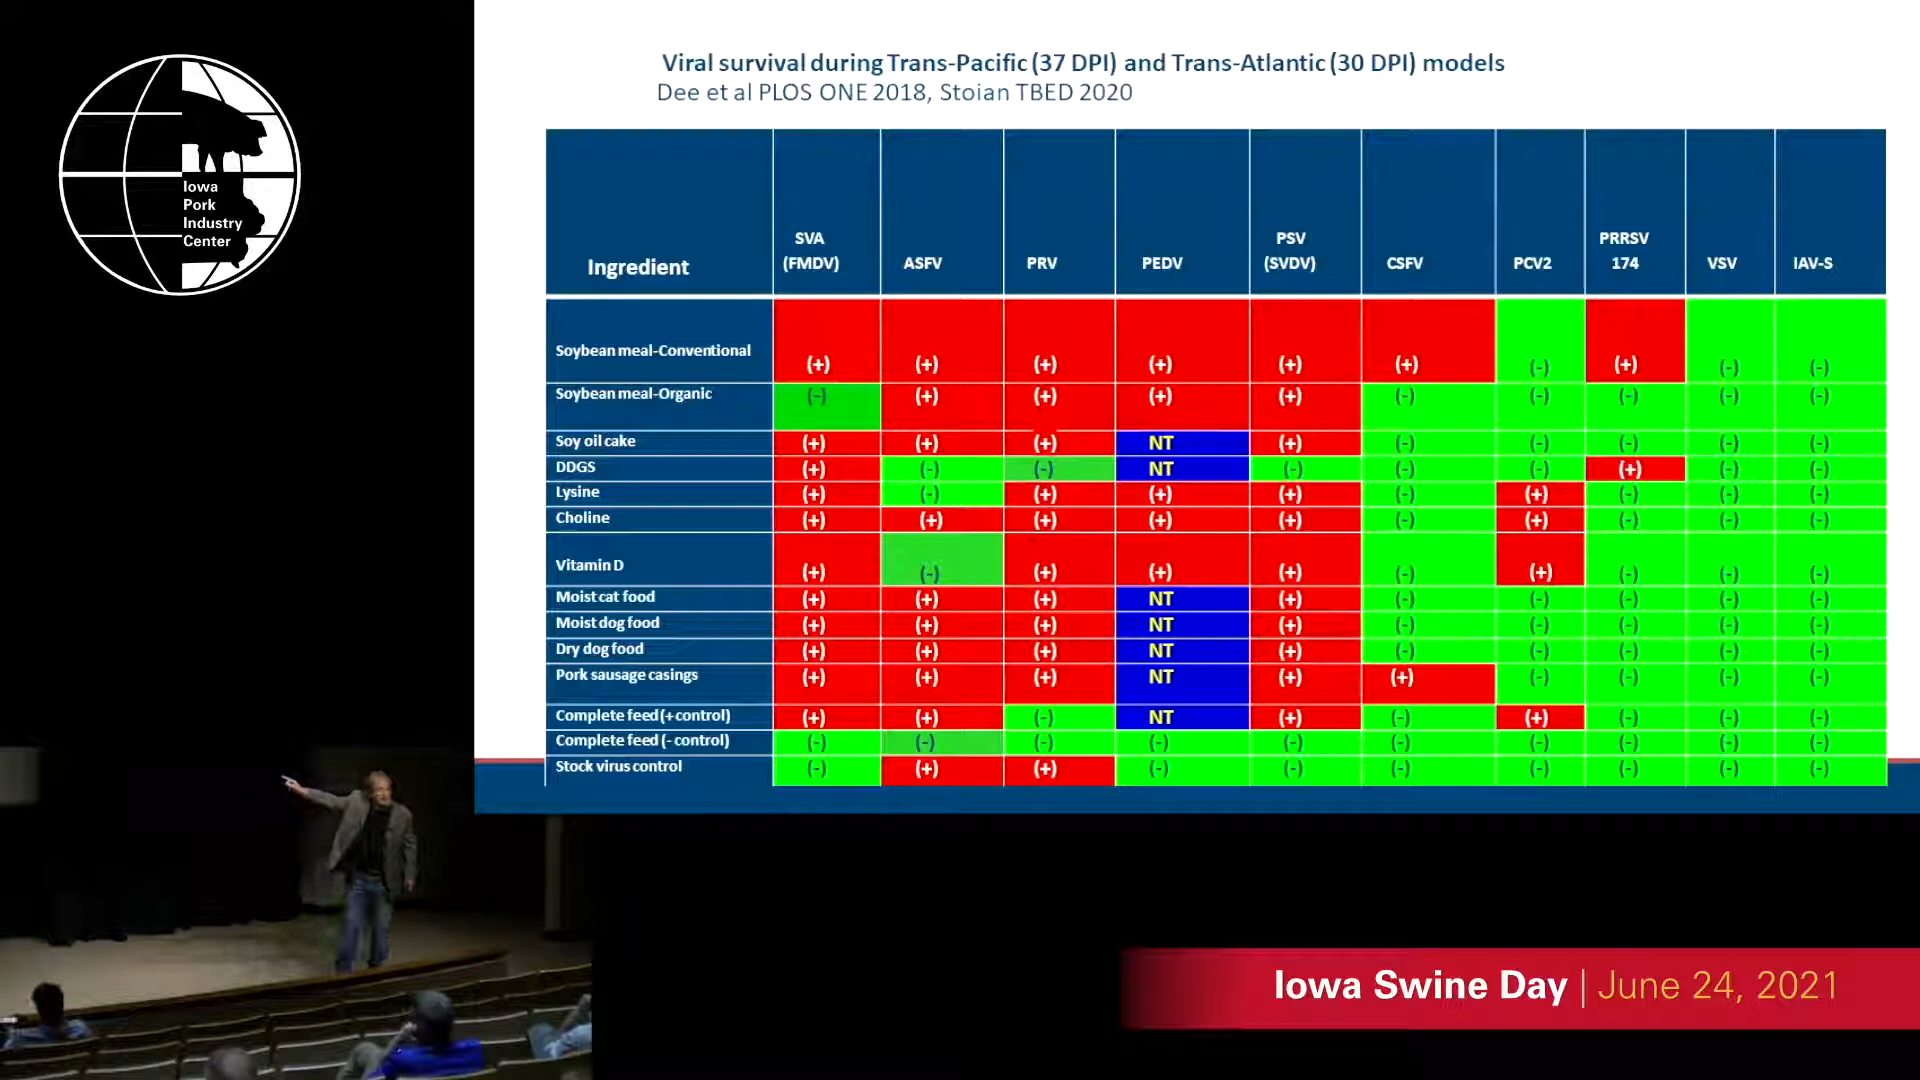 Iowa
Pork
Industry
Center
Viral survival during Trans-Pacific (37 DPI) and Trans-Atlantic (30 DPI) models
Dee et al PLOS ONE 2018, Stoian TBED 2020
Ingredient SVA (FMDV) ASFV PRV PEDV PSV (SVDV) CSFV PCV2 PRRSV 174 VSV IAV-S
Soybean meal-Conventional (+) (+) (+) (+) (+) (+) (-) (+) (-) (-)
Soybean meal-Organic (-) (+) (+) (+) (+) (-) (-) (-) (-) (-)
Soy oil cake (+) (+) (+) NT (+) (-) (-) (-) (-) (-)
DDGS (+) (-) (-) NT (-) (-) (-) (+) (-) (-)
Lysine (+) (-) (+) (+) (+) (-) (+) (-) (-) (-)
Choline (+) (+) (+) (+) (+) (-) (+) (-) (-) (-)
Vitamin D (+) (-) (+) (+) (+) (-) (+) (-) (-) (-)
Moist cat food (+) (+) (+) NT (+) (-) (-) (-) (-) (-)
Moist dog food (+) (+) (+) NT (+) (-) (-) (-) (-) (-)
Dry dog food (+) (+) (+) NT (+) (-) (-) (-) (-) (-)
Pork sausage casings (+) (+) (+) NT (+) (+) (-) (-) (-) (-)
Complete feed (+ control) (+) (+) (-) NT (+) (-) (+) (-) (-) (-)
Complete feed (- control) (-) (-) (-) (-) (-) (-) (-) (-) (-) (-)
Stock virus control (-) (+) (+) (-) (-) (-) (-) (-) (-) (-)
Iowa Swine Day | June 24, 2021